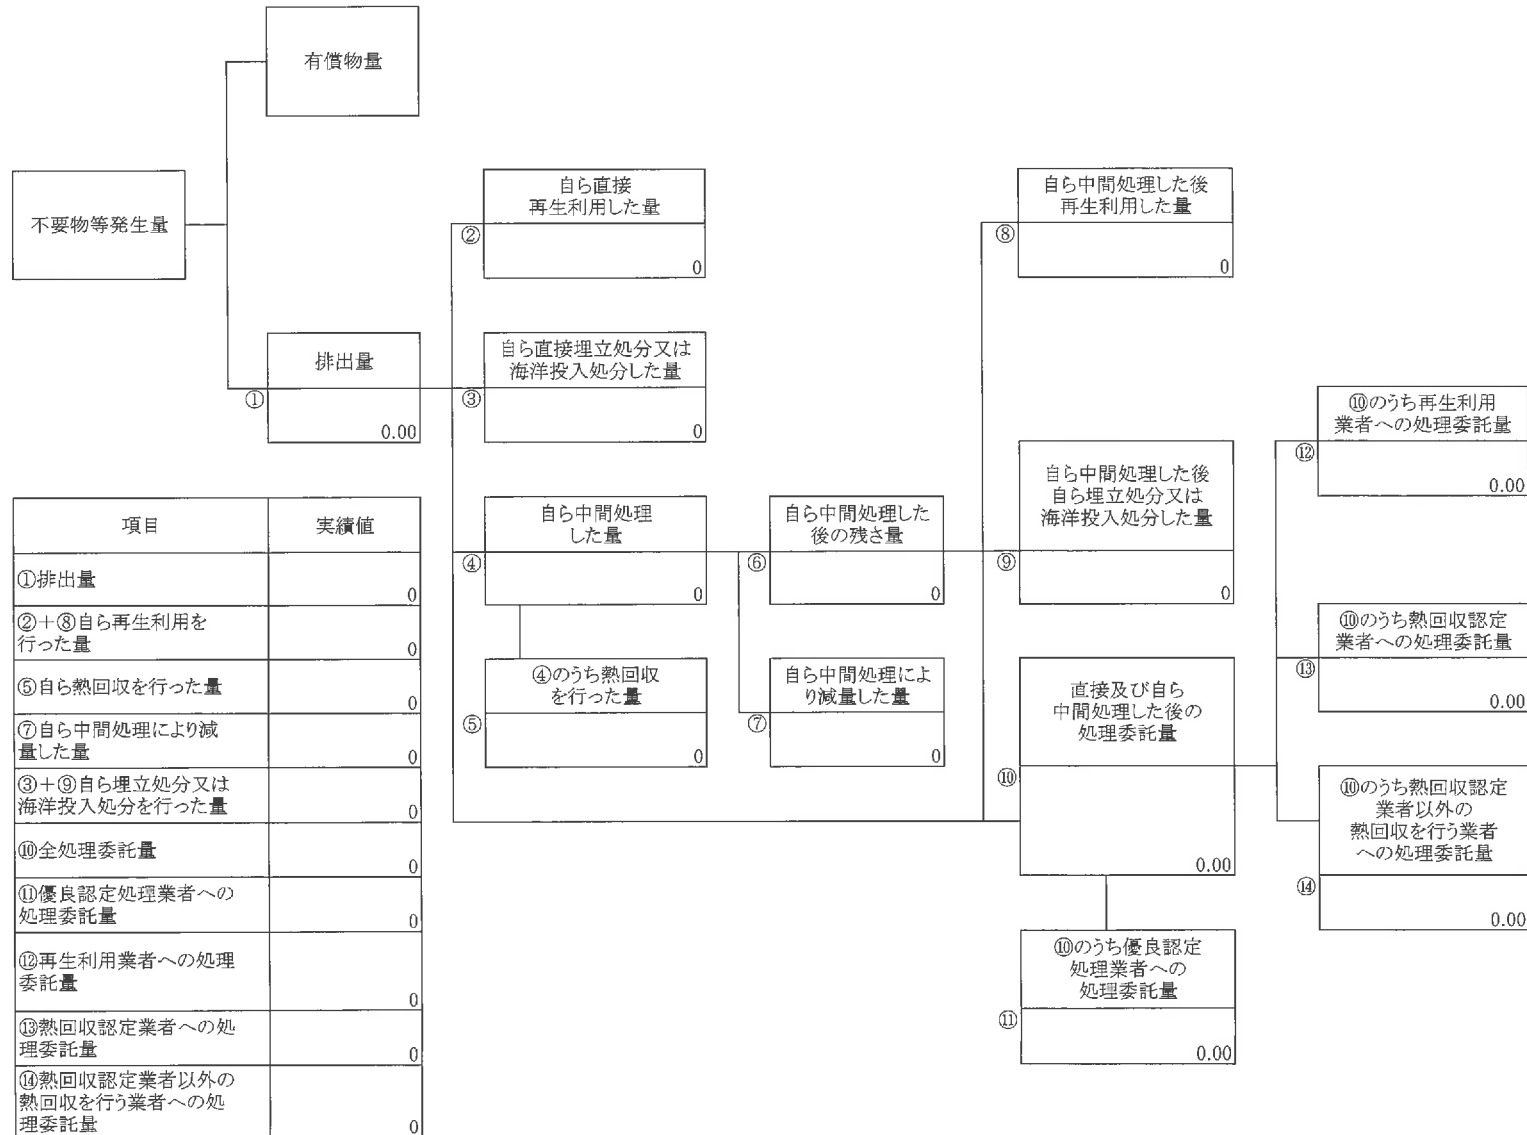 有償物量
不要物等発生量
排出量
①
0.00
自ら直接
再生利用した量
②
0
自ら直接埋立処分又は
海洋投入処分した量
③
0
自ら中間処理
した量
④
0
④のうち熱回収
を行った量
⑤
0
自ら中間処理した
後の残さ量
⑥
0
自ら中間処理によ
り減量した量
⑦
0
自ら中間処理した後
再生利用した量
⑧
0
自ら中間処理した後
自ら埋立処分又は
海洋投入処分した量
⑨
0
直接及び自ら
中間処理した後の
処理委託量
⑩
0.00
⑩のうち優良認定
処理業者への
処理委託量
⑪
0.00
⑩のうち再生利用
業者への処理委託量
⑫
0.00
⑩のうち熱回収認定
業者への処理委託量
⑬
0.00
⑩のうち熱回収認定
業者以外の
熱回収を行う業者
への処理委託量
⑭
0.00
項目 実績値
①排出量
0
②＋⑧自ら再生利用を
行った量
0
⑤自ら熱回収を行った量
0
⑦自ら中間処理により減
量した量
0
③＋⑨自ら埋立処分又は
海洋投入処分を行った量
0
⑩全処理委託量
0
⑪優良認定処理業者への
処理委託量
0
⑫再生利用業者への処理
委託量
0
⑬熱回収認定業者への処
理委託量
0
⑭熱回収認定業者以外の
熱回収を行う業者への処
理委託量
0